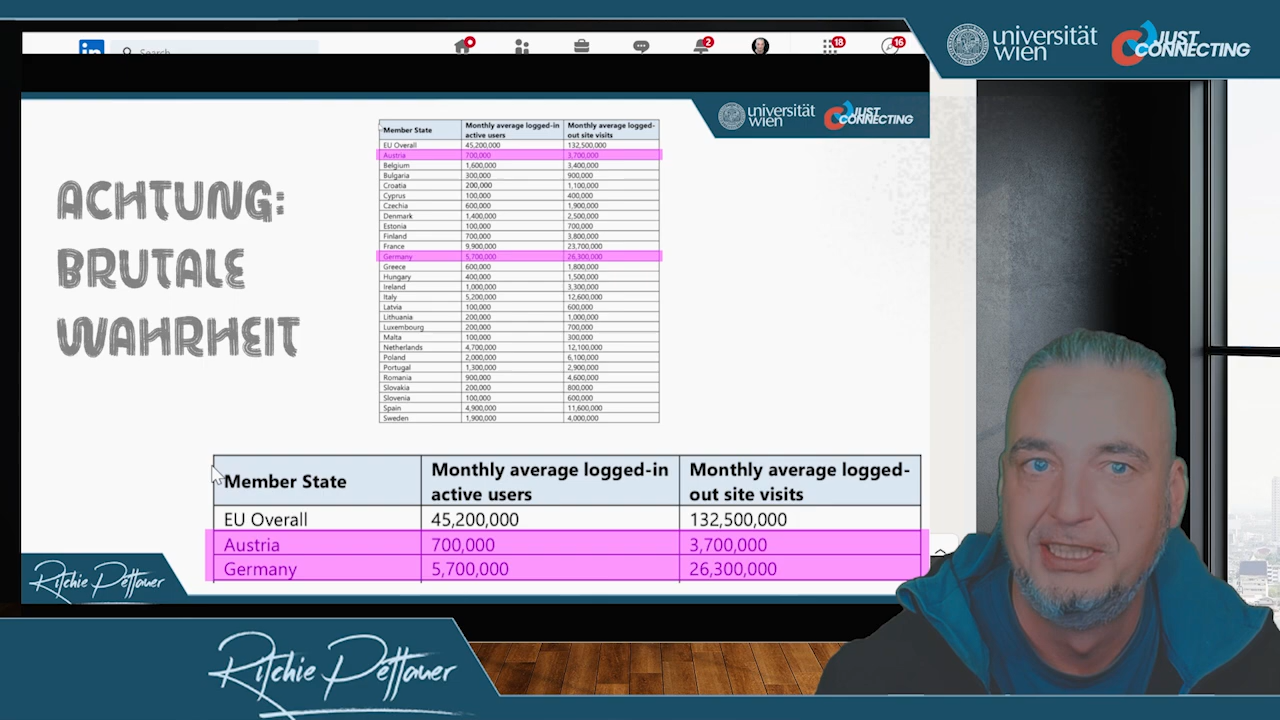 in Search 2 18 16
universität
wien
JUST
CONNECTING
universität
wien
JUST
CONNECTING
ACHTUNG:
BRUTALE
WAHRHEIT
Member State Monthly average logged-in active users Monthly average logged-out site visits
EU Overall 45,200,000 132,500,000
Austria 700,000 3,700,000
Belgium 1,600,000 3,400,000
Bulgaria 300,000 900,000
Croatia 200,000 1,100,000
Cyprus 100,000 400,000
Czechia 600,000 1,900,000
Denmark 1,400,000 2,500,000
Estonia 100,000 700,000
Finland 700,000 3,800,000
France 9,900,000 23,700,000
Germany 5,700,000 26,300,000
Greece 600,000 1,800,000
Hungary 400,000 1,500,000
Ireland 1,000,000 3,300,000
Italy 5,200,000 12,600,000
Latvia 100,000 600,000
Lithuania 200,000 1,000,000
Luxembourg 200,000 700,000
Malta 100,000 300,000
Netherlands 4,700,000 12,100,000
Poland 2,000,000 6,100,000
Portugal 1,300,000 2,900,000
Romania 900,000 4,600,000
Slovakia 200,000 800,000
Slovenia 100,000 600,000
Spain 4,900,000 11,600,000
Sweden 1,900,000 4,000,000
Member State Monthly average logged-in active users Monthly average logged-out site visits
EU Overall 45,200,000 132,500,000
Austria 700,000 3,700,000
Germany 5,700,000 26,300,000
Ritchie Pettauer
Ritchie Pettauer